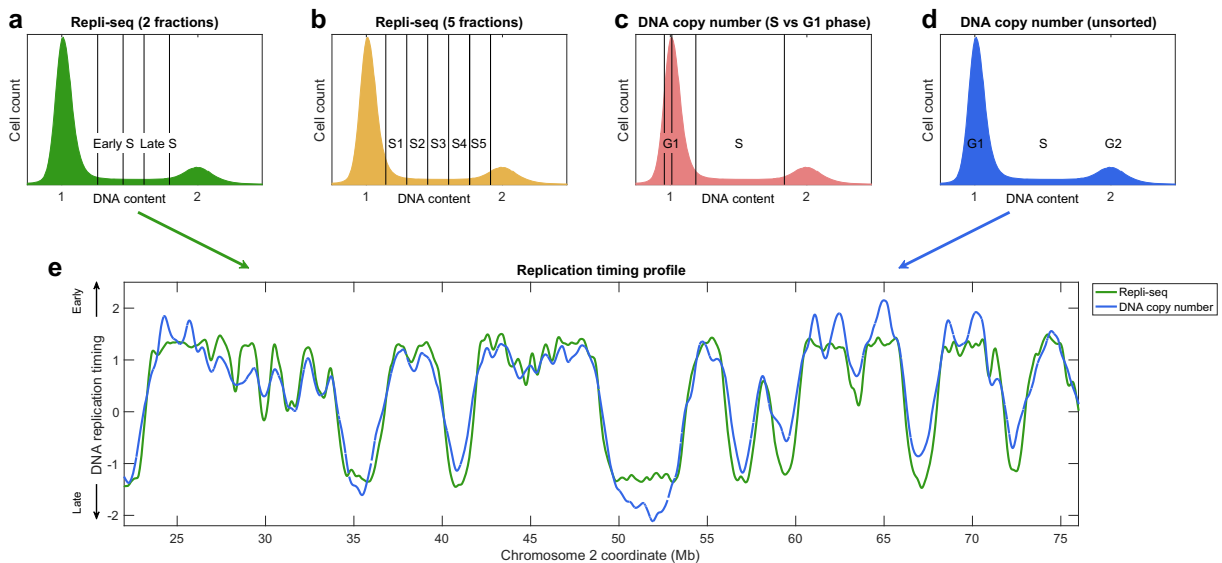 a
Repli-seq (2 fractions)
Cell count
Early S
Late S
1
2
DNA content
b
Repli-seq (5 fractions)
Cell count
S1
S2
S3
S4
S5
1
2
DNA content
c
DNA copy number (S vs G1 phase)
Cell count
G1
S
1
2
DNA content
d
DNA copy number (unsorted)
Cell count
G1
S
G2
1
2
DNA content
e
Replication timing profile
Early
Late
DNA replication timing
2
1
0
-1
-2
25
30
35
40
45
50
55
60
65
70
75
Chromosome 2 coordinate (Mb)
Repli-seq
DNA copy number